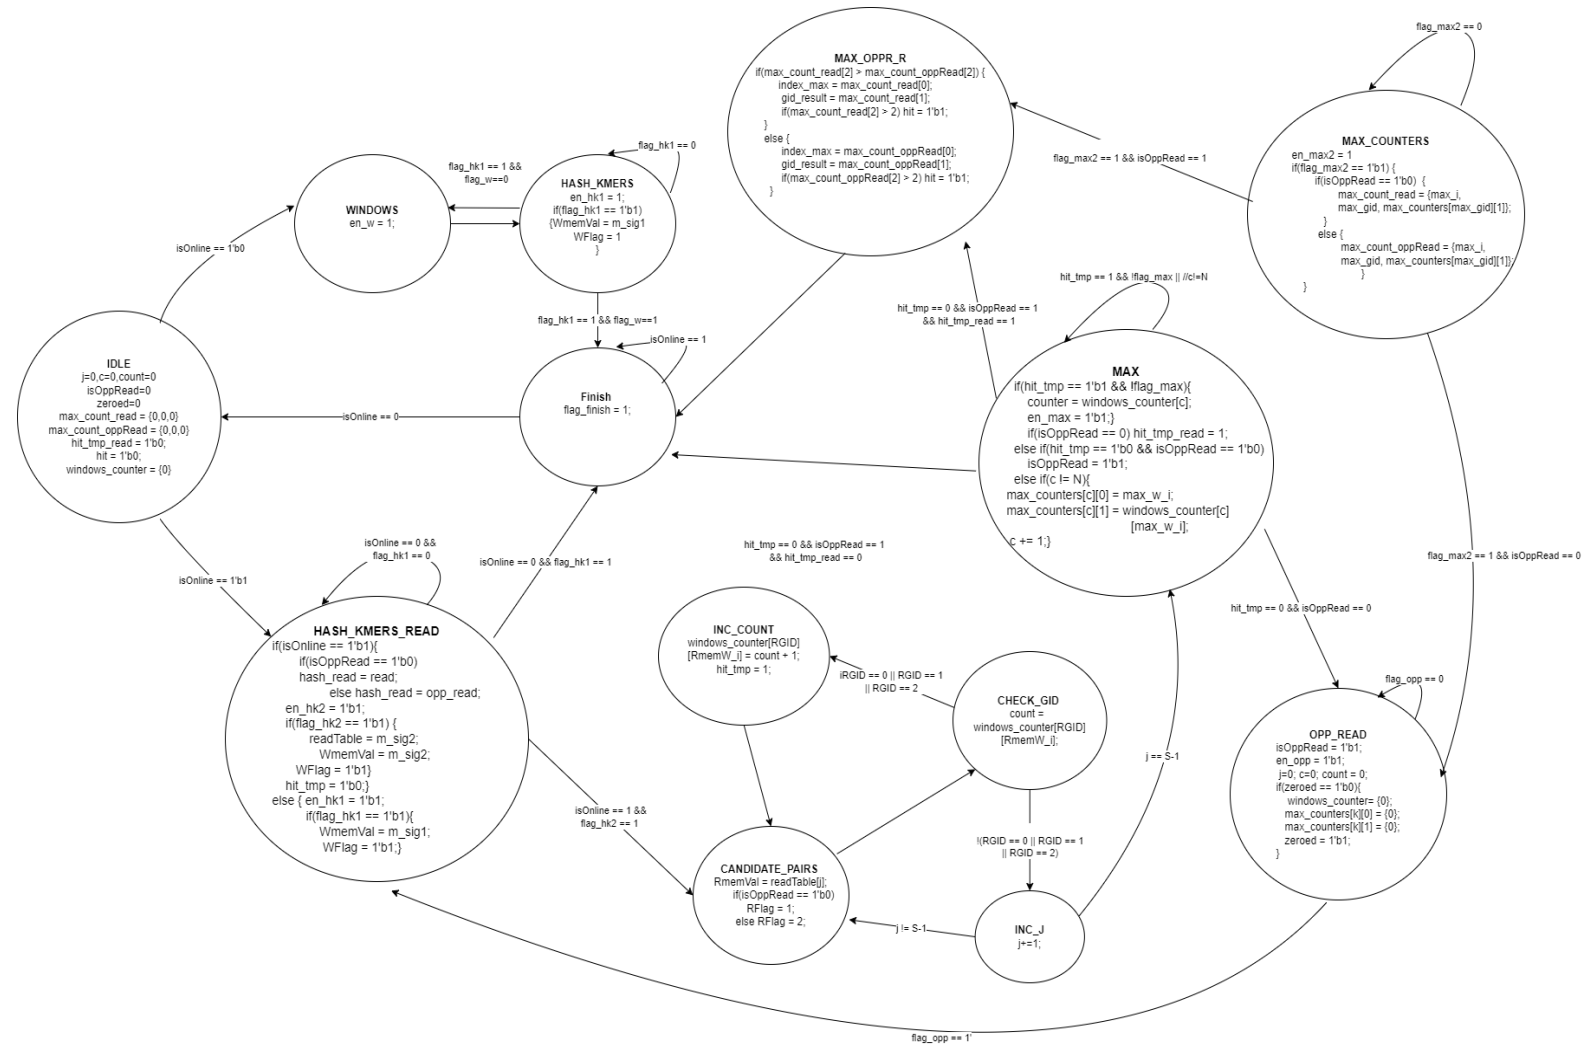 flag_max2 == 0
MAX_OPPR_R
if(max_count_read[2] > max_count_oppRead[2]) {
index_max = max_count_read[0];
gid_result = max_count_read[1];
if(max_count_read[2] > 2) hit = 1'b1;
}
else {
index_max = max_count_oppRead[0];
gid_result = max_count_oppRead[1];
if(max_count_oppRead[2] > 2) hit = 1'b1;
}
MAX_COUNTERS
en_max2 = 1
if(flag_max2 == 1'b1) {
if(isOppRead == 1'b0) {
max_count_read = {max_i,
max_gid, max_counters[max_gid][1]};
}
else {
max_count_oppRead = {max_i,
max_gid, max_counters[max_gid][1]};
}
}
flag_max2 == 1 && isOppRead == 1
flag_hk1 == 1 &&
flag_w==0
flag_hk1 == 0
WINDOWS
en_w = 1;
HASH_KMERS
en_hk1 = 1;
if(flag_hk1 == 1'b1)
{WmemVal = m_sig1
WFlag = 1
}
isOnline == 1'b0
hit_tmp == 1 && !flag_max || //c!=N
hit_tmp == 0 && isOppRead == 1
&& hit_tmp_read == 1
flag_hk1 == 1 && flag_w==1
isOnline == 1
IDLE
j=0,c=0,count=0
isOppRead=0
zeroed=0
max_count_read = {0,0,0}
max_count_oppRead = {0,0,0}
hit_tmp_read = 1'b0;
hit = 1'b0;
windows_counter = {0}
isOnline == 0
Finish
flag_finish = 1;
MAX
if(hit_tmp == 1'b1 && !flag_max){
counter = windows_counter[c];
en_max = 1'b1;}
if(isOppRead == 0) hit_tmp_read = 1;
else if(hit_tmp == 1'b0 && isOppRead == 1'b0)
isOppRead = 1'b1;
else if(c != N){
max_counters[c][0] = max_w_i;
max_counters[c][1] = windows_counter[c]
[max_w_i];
c += 1;}
isOnline == 1'b1
isOnline == 0 &&
flag_hk1 == 0
isOnline == 0 && flag_hk1 == 1
hit_tmp == 0 && isOppRead == 1
&& hit_tmp_read == 0
flag_max2 == 1 && isOppRead == 0
hit_tmp == 0 && isOppRead == 0
HASH_KMERS_READ
if(isOnline == 1'b1){
if(isOppRead == 1'b0)
hash_read = read;
else hash_read = opp_read;
en_hk2 = 1'b1;
if(flag_hk2 == 1'b1) {
readTable = m_sig2;
WmemVal = m_sig2;
WFlag = 1'b1}
hit_tmp = 1'b0;}
else { en_hk1 = 1'b1;
if(flag_hk1 == 1'b1){
WmemVal = m_sig1;
WFlag = 1'b1;}
INC_COUNT
windows_counter[RGID]
[RmemW_i] = count + 1;
hit_tmp = 1;
iRGID == 0 || RGID == 1
|| RGID == 2
CHECK_GID
count =
windows_counter[RGID]
[RmemW_i];
flag_opp == 0
OPP_READ
isOppRead = 1'b1;
en_opp = 1'b1;
j=0; c=0; count = 0;
if(zeroed == 1'b0){
windows_counter= {0};
max_counters[k][0] = {0};
max_counters[k][1] = {0};
zeroed = 1'b1;
}
j == S-1
isOnline == 1 &&
flag_hk2 == 1
!(RGID == 0 || RGID == 1
|| RGID == 2)
CANDIDATE_PAIRS
RmemVal = readTable[j];
if(isOppRead == 1'b0)
RFlag = 1;
else RFlag = 2;
j != S-1
INC_J
j+=1;
flag_opp == 1'